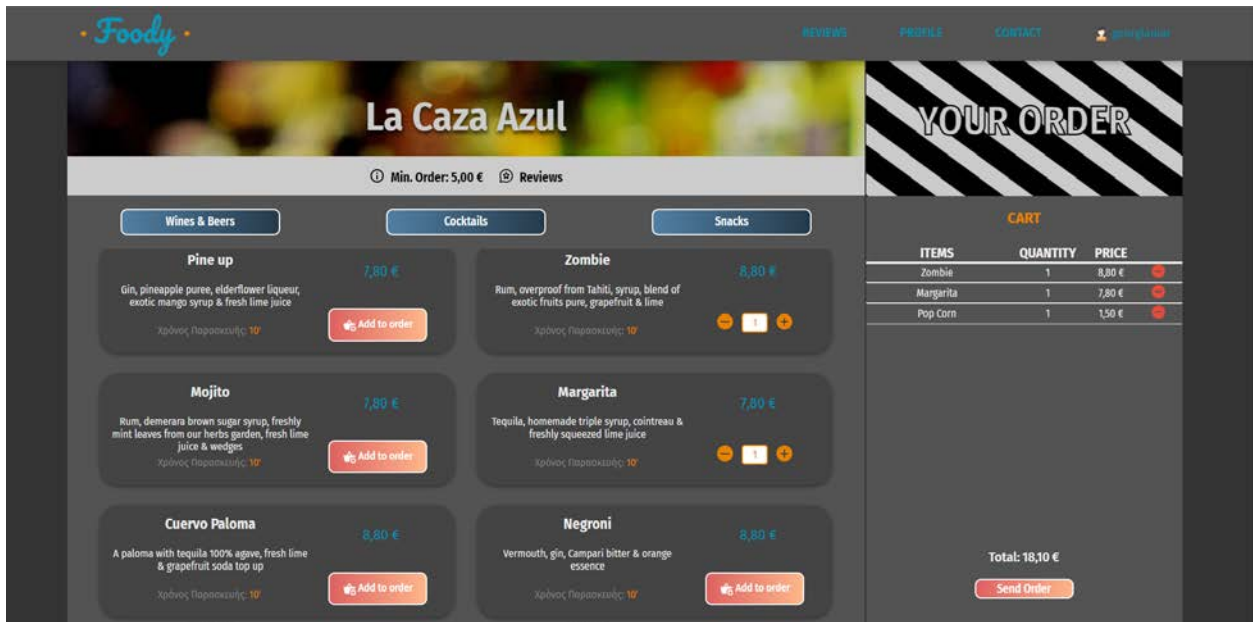 Foody
REVIEWS PROFILE CONTACT
La Caza Azul
Min. Order: 5,00 € Reviews
Wines & Beers Cocktails Snacks
Pine up
7,80 €
Gin, pineapple puree, elderflower liqueur,
exotic mango syrup & fresh lime juice
Χρόνος Παρασκευής: 10'
Add to order
Zombie
8,80 €
Rum, overproof from Tahiti, syrup, blend of
exotic fruits pure, grapefruit & lime
Χρόνος Παρασκευής: 10'
1
Mojito
7,80 €
Rum, demerara brown sugar syrup, freshly
mint leaves from our herbs garden, fresh lime
juice & wedges
Χρόνος Παρασκευής: 10'
Add to order
Margarita
7,80 €
Tequila, homemade triple syrup, cointreau &
freshly squeezed lime juice
Χρόνος Παρασκευής: 10'
1
Cuervo Paloma
8,80 €
A paloma with tequila 100% agave, fresh lime
& grapefruit soda top up
Χρόνος Παρασκευής: 10'
Add to order
Negroni
8,80 €
Vermouth, gin, Campari bitter & orange
essence
Χρόνος Παρασκευής: 10'
Add to order
YOUR ORDER
CART
ITEMS QUANTITY PRICE
Zombie 1 8,80 €
Margarita 1 7,80 €
Pop Corn 1 1,50 €
Total: 18,10 €
Send Order